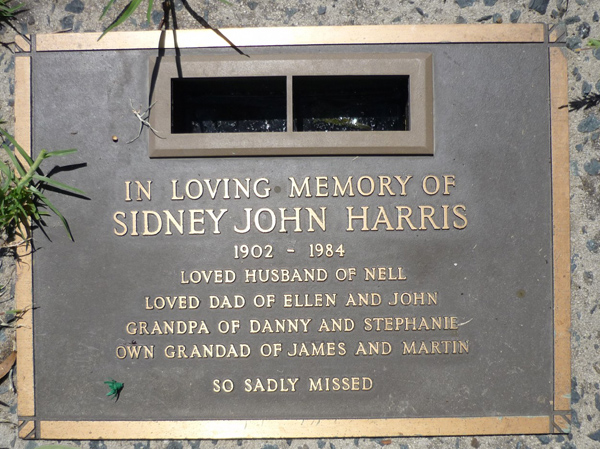 IN LOVING MEMORY OF
SIDNEY JOHN HARRIS
1902 - 1984
LOVED HUSBAND OF NELL
LOVED DAD OF ELLEN AND JOHN
GRANDPA OF DANNY AND STEPHANIE
OWN GRANDAD OF JAMES AND MARTIN
SO SADLY MISSED